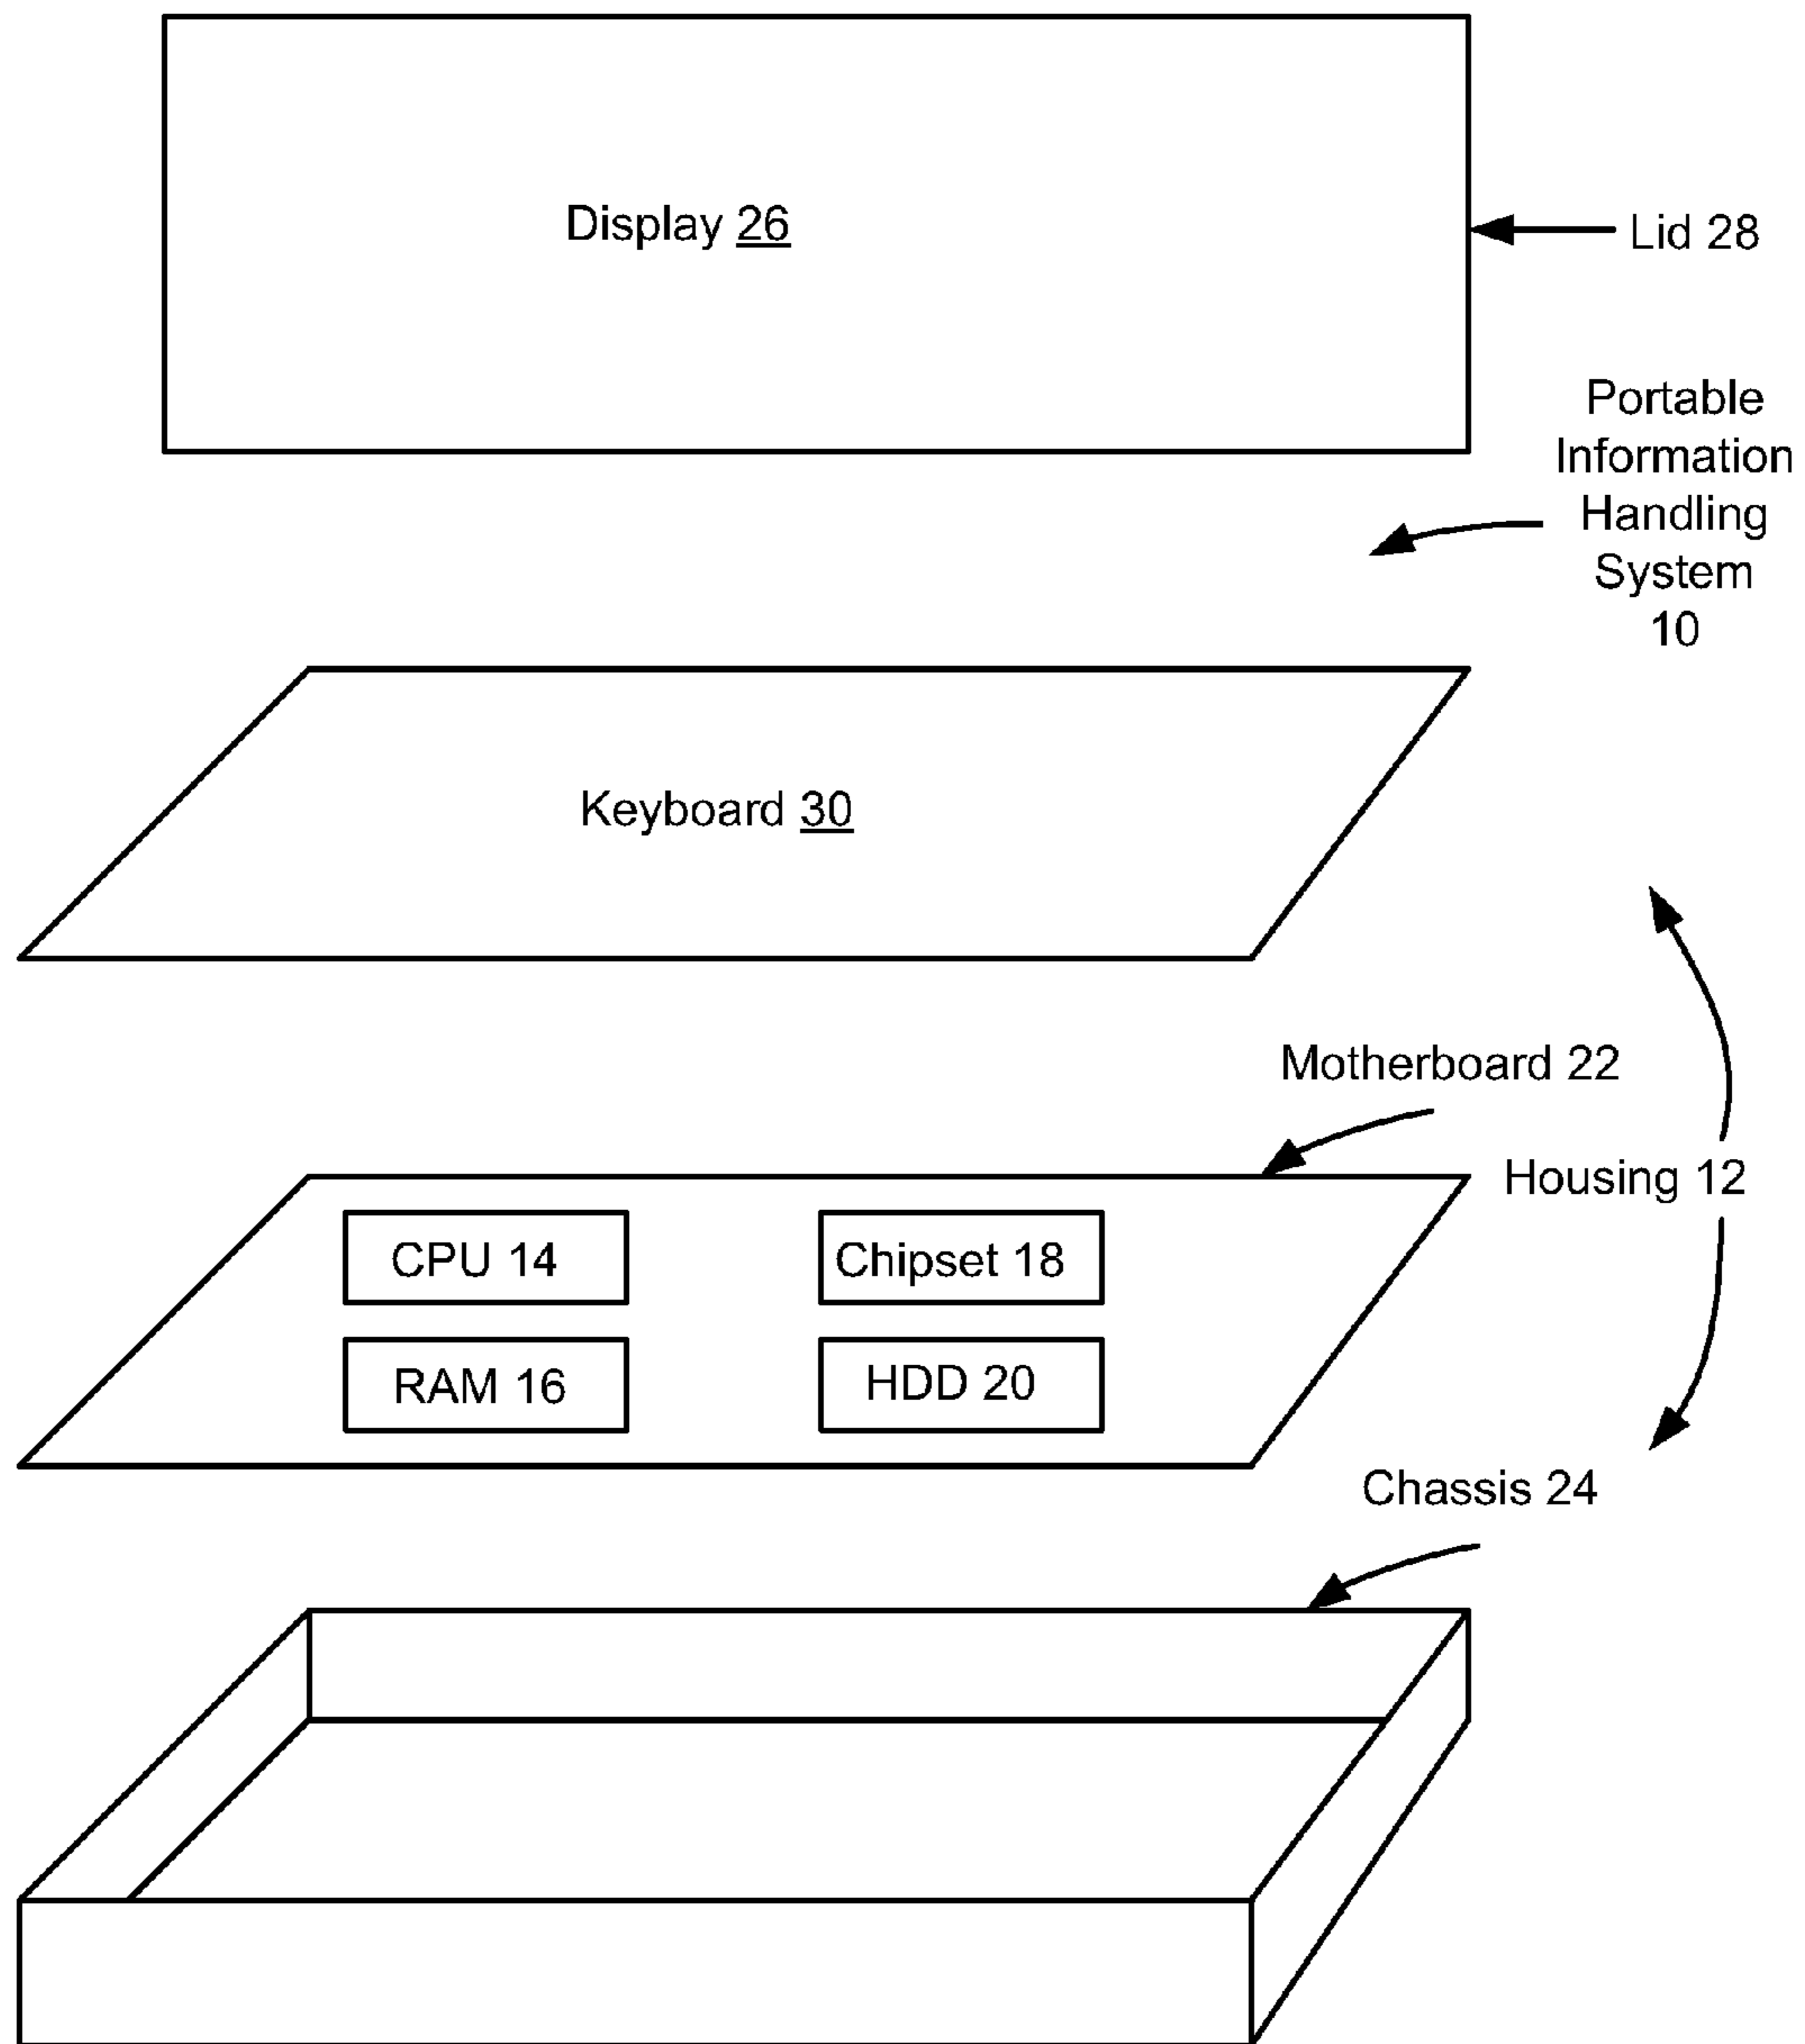 Display 26
Lid 28
Portable
Information
Handling
System
10
Keyboard 30
Motherboard 22
Housing 12
CPU 14
Chipset 18
RAM 16
HDD 20
Chassis 24